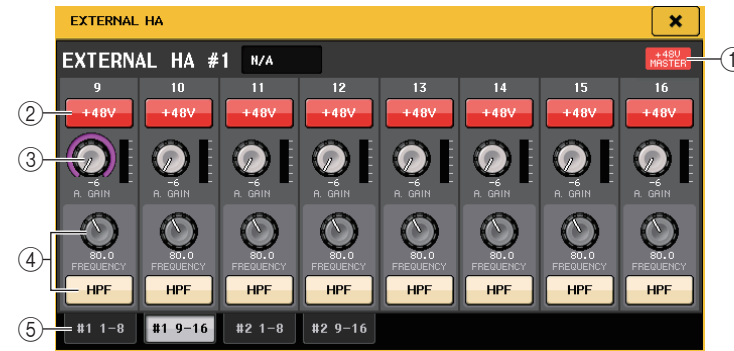 EXTERNAL HA
EXTERNAL HA #1 N/A +48V MASTER 1
9 10 11 12 13 14 15 16
2 +48V +48V +48V +48V +48V +48V +48V +48V
3
-6 -6 -6 -6 -6 -6 -6 -6
A. GAIN A. GAIN A. GAIN A. GAIN A. GAIN A. GAIN A. GAIN A. GAIN
4
80.0 80.0 80.0 80.0 80.0 80.0 80.0 80.0
FREQUENCY FREQUENCY FREQUENCY FREQUENCY FREQUENCY FREQUENCY FREQUENCY FREQUENCY
HPF HPF HPF HPF HPF HPF HPF HPF
5 #1 1-8 #1 9-16 #2 1-8 #2 9-16